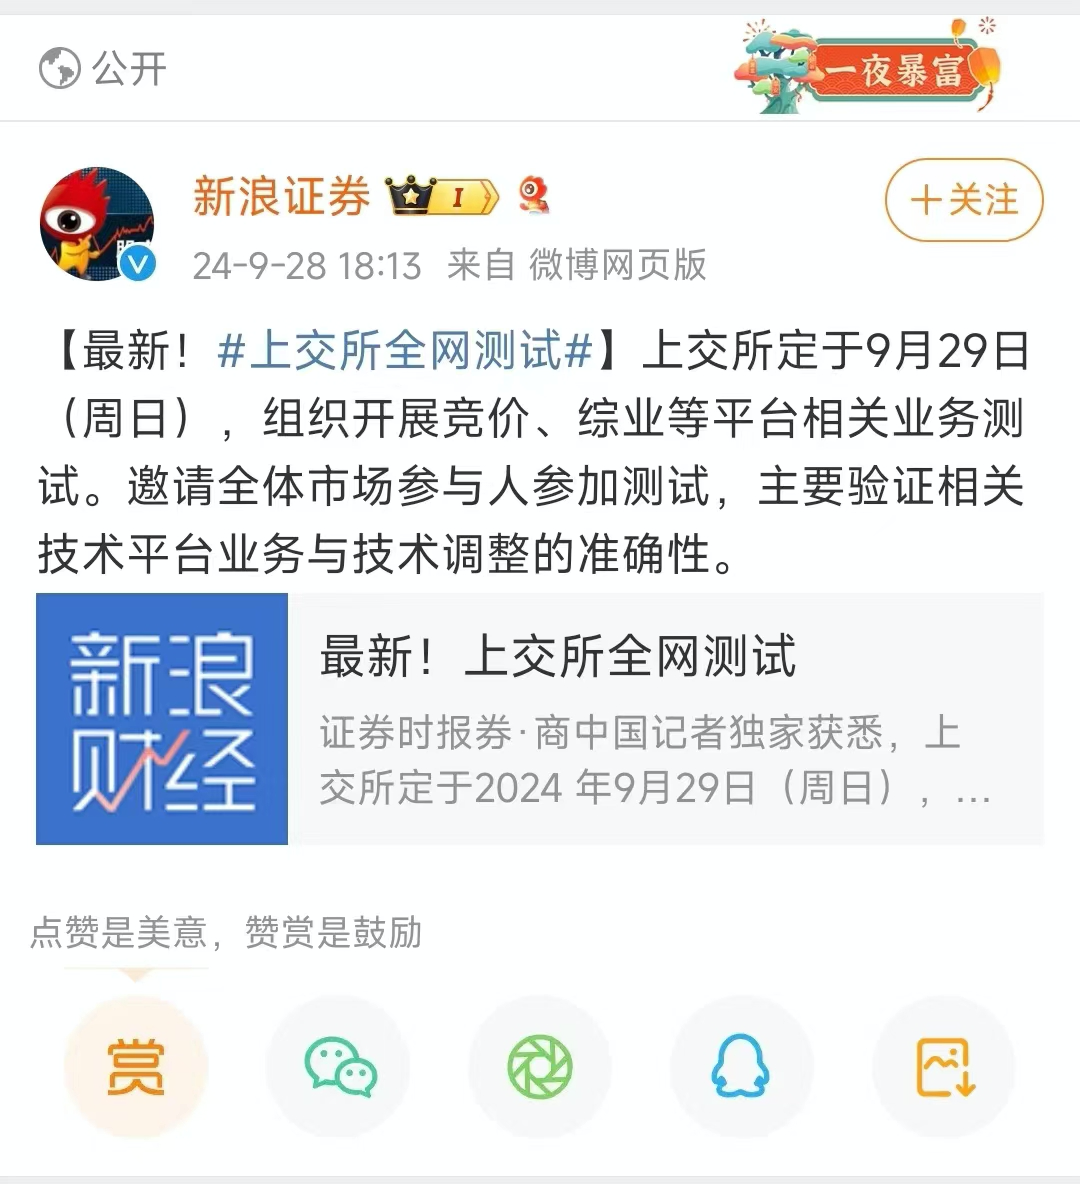 公开
一夜暴富
新浪证券
I
+关注
24-9-28 18:13 来自 微博网页版
【最新！#上交所全网测试#】上交所定于9月29日
（周日），组织开展竞价、综业等平台相关业务测
试。邀请全体市场参与人参加测试，主要验证相关
技术平台业务与技术调整的准确性。
新浪
财经
最新！上交所全网测试
证券时报券·商中国记者独家获悉，上
交所定于2024 年9月29日（周日），...
点赞是美意，赞赏是鼓励
赏